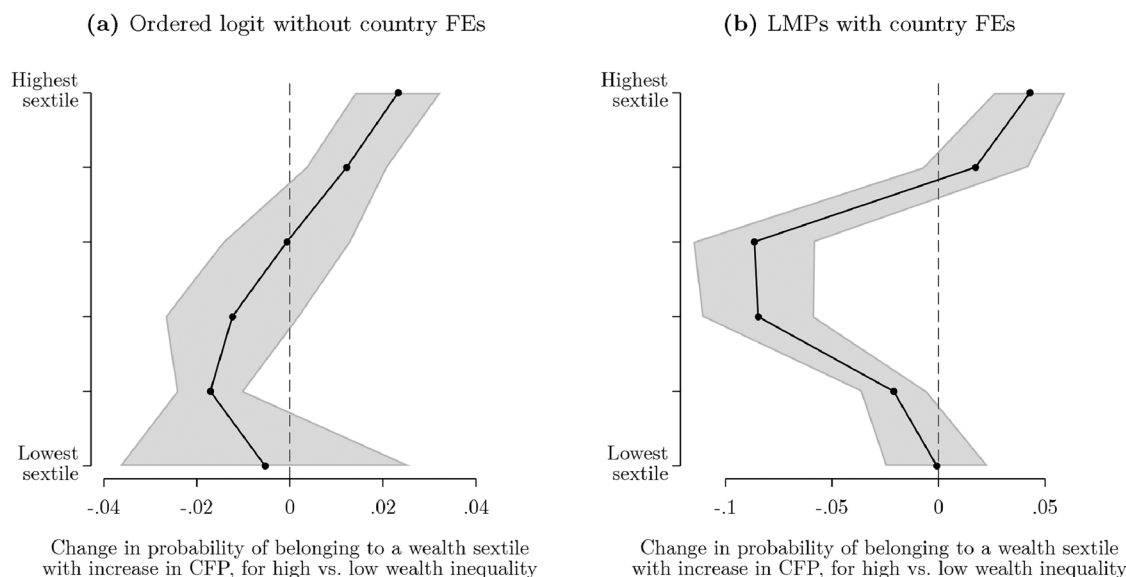 (a) Ordered logit without country FEs
Highest
sextile
Lowest
sextile
-.04 -.02 0 .02 .04
Change in probability of belonging to a wealth sextile
with increase in CFP, for high vs. low wealth inequality
(b) LMPs with country FEs
Highest
sextile
Lowest
sextile
-.1 -.05 0 .05
Change in probability of belonging to a wealth sextile
with increase in CFP, for high vs. low wealth inequality